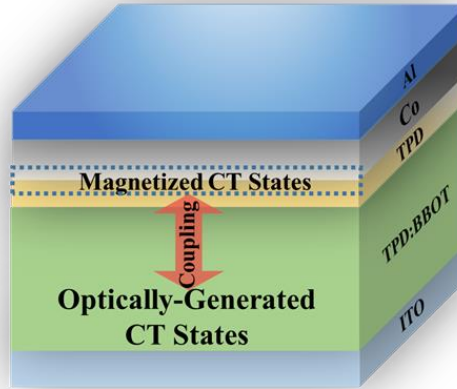 Al
Co
TPD
Magnetized CT States
Coupling
TPD:BBOT
Optically-Generated
CT States
ITO